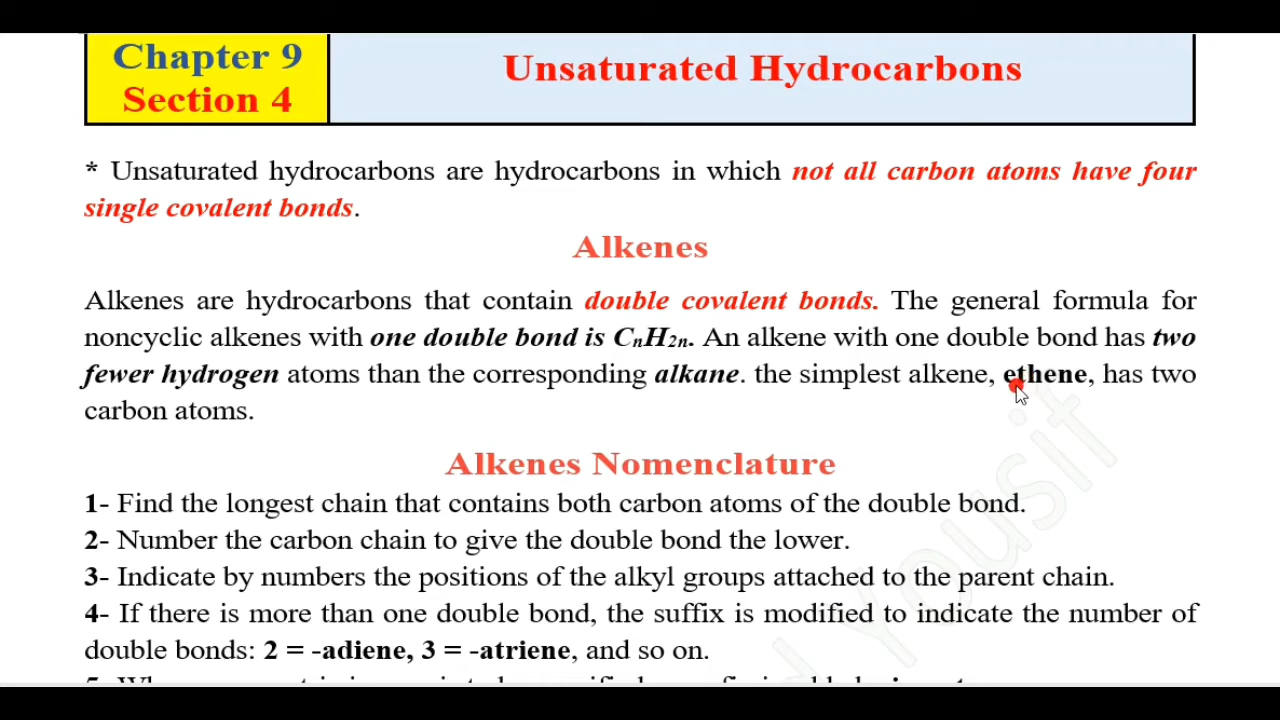 Chapter 9
Section 4
Unsaturated Hydrocarbons
* Unsaturated hydrocarbons are hydrocarbons in which not all carbon atoms have four
single covalent bonds.
Alkenes
Alkenes are hydrocarbons that contain double covalent bonds. The general formula for
noncyclic alkenes with one double bond is CₙH₂ₙ. An alkene with one double bond has two
fewer hydrogen atoms than the corresponding alkane. the simplest alkene, ethene, has two
carbon atoms.
Alkenes Nomenclature
1- Find the longest chain that contains both carbon atoms of the double bond.
2- Number the carbon chain to give the double bond the lower.
3- Indicate by numbers the positions of the alkyl groups attached to the parent chain.
4- If there is more than one double bond, the suffix is modified to indicate the number of
double bonds: 2 = -adiene, 3 = -atriene, and so on.
Yousif